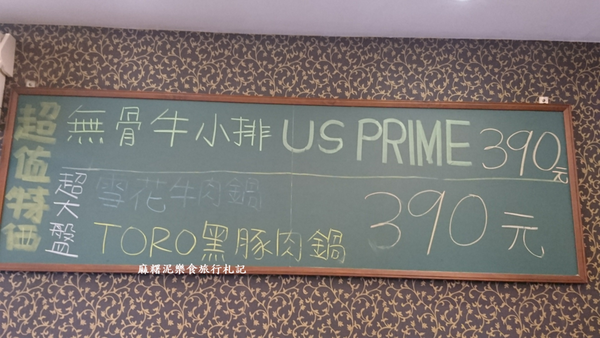 超值特価
無骨牛小排 US PRIME 390元
超大盤
雪花牛肉鍋
TORO黑豚肉鍋
390元
麻糬泥樂食旅行札記